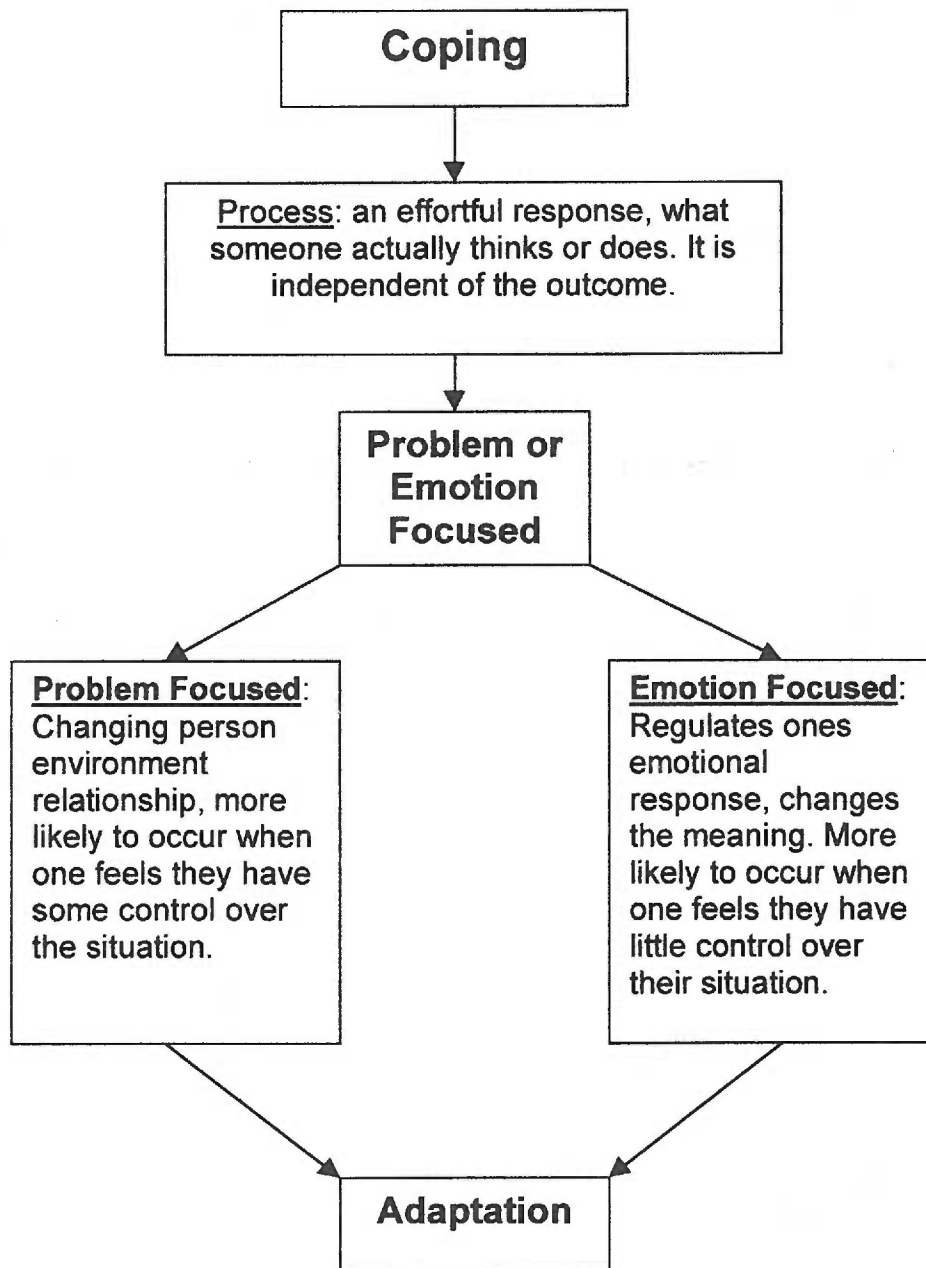 Coping
Process: an effortful response, what
someone actually thinks or does. It is
independent of the outcome.
Problem or
Emotion
Focused
Problem Focused:
Changing person
environment
relationship, more
likely to occur when
one feels they have
some control over
the situation.
Emotion Focused:
Regulates ones
emotional
response, changes
the meaning. More
likely to occur when
one feels they have
little control over
their situation.
Adaptation